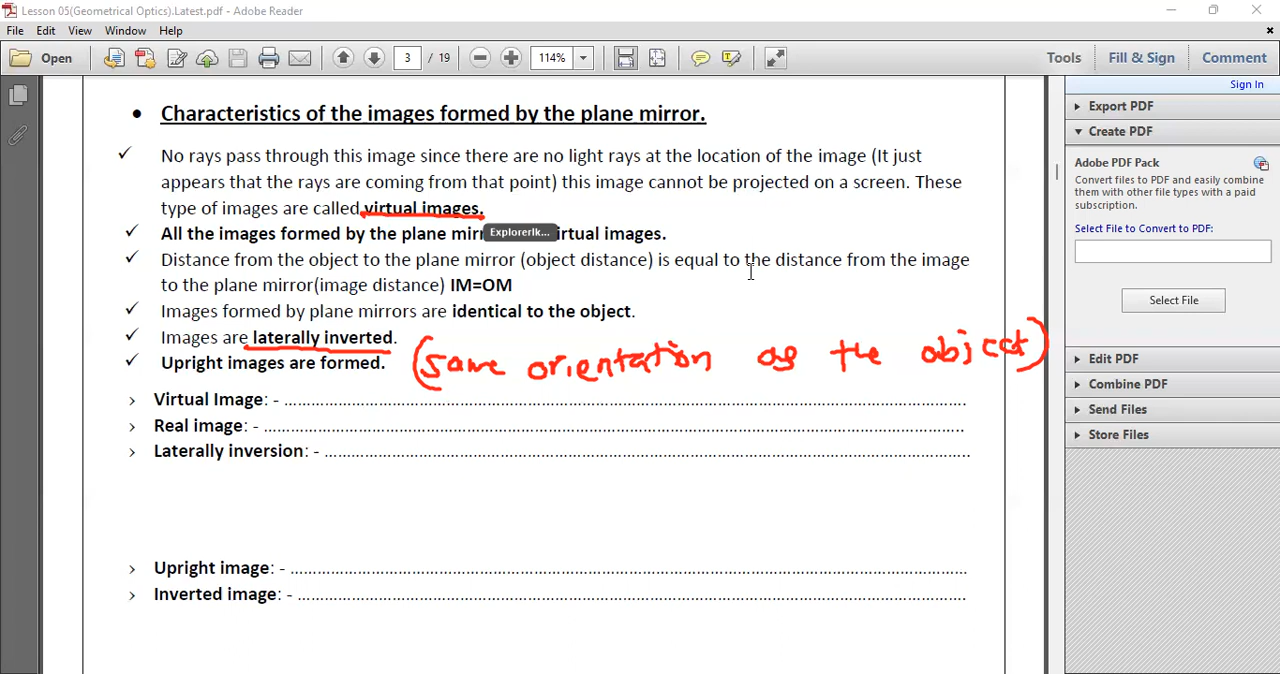 Lesson 05(Geometrical Optics).Latest.pdf - Adobe Reader
File Edit View Window Help
Open 3 / 19 114% Tools Fill & Sign Comment
Sign In
Export PDF
Create PDF
Adobe PDF Pack
Convert files to PDF and easily combine
them with other file types with a paid
subscription.
Select File to Convert to PDF:
Select File
Edit PDF
Combine PDF
Send Files
Store Files
• Characteristics of the images formed by the plane mirror.
✓ No rays pass through this image since there are no light rays at the location of the image (It just
appears that the rays are coming from that point) this image cannot be projected on a screen. These
type of images are called virtual images.
Explorerlk...
✓ All the images formed by the plane virtual images.
✓ Distance from the object to the plane mirror (object distance) is equal to the distance from the image
to the plane mirror(image distance) IM=OM
✓ Images formed by plane mirrors are identical to the object.
✓ Images are laterally inverted.
✓ Upright images are formed. (same orientation as the object)
› Virtual Image: - ........................................................................
› Real image: - ........................................................................
› Laterally inversion: - ........................................................................
› Upright image: - ........................................................................
› Inverted image: - ........................................................................